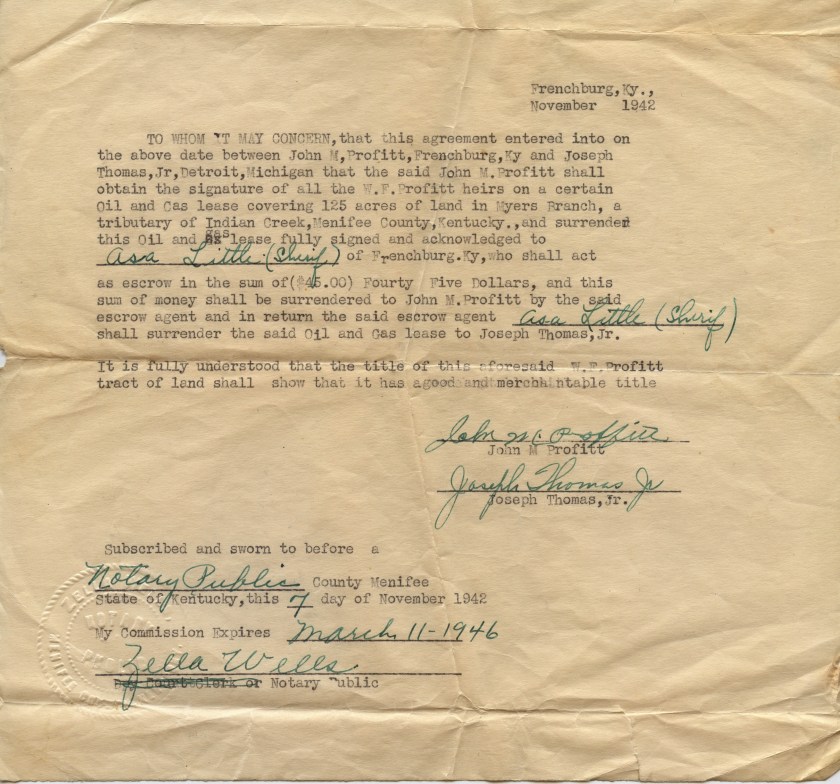 Frenchburg,Ky.,
November 1942
TO WHOM IT MAY CONCERN,that this agreement entered into on
the above date between John M,Profitt,Frenchburg,Ky and Joseph
Thomas,Jr,Detroit,Michigan that the said John M.Profitt shall
obtain the signature of all the W.F.Profitt heirs on a certain
Oil and Gas lease covering 125 acres of land in Myers Branch, a
tributary of Indian Creek,Menifee County,Kentucky.,and surrender
this Oil and gas lease fully signed and acknowledged to
Asa Little (Sherif) of Frenchburg.Ky,who shall act
as escrow in the sum of($45.00) Fourty Five Dollars, and this
sum of money shall be surrendered to John M.Profitt by the said
escrow agent and in return the said escrow agent Asa Little (Sherif)
shall surrender the said Oil and Gas lease to Joseph Thomas,Jr.
It is fully understood that the title of this aforesaid W.F.Profitt
tract of land shall show that it has agood and merchaintable title
John M. Proffitt
John M Profitt
Joseph Thomas Jr
Joseph Thomas,Jr.
Subscribed and sworn to before a
Notary Public County Menifee
State of Kentucky,this 7 day of November 1942
My Commission Expires March 11-1946
Zella Wells
Court Clerk or Notary Public